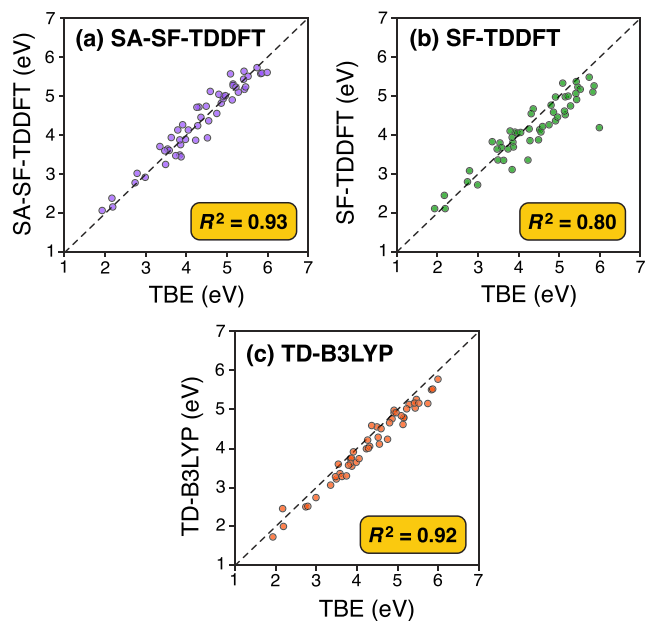 (a) SA-SF-TDDFT
SA-SF-TDDFT (eV)
7
6
5
4
3
2
1
R² = 0.93
1 2 3 4 5 6 7
TBE (eV)
(b) SF-TDDFT
SF-TDDFT (eV)
7
6
5
4
3
2
1
R² = 0.80
1 2 3 4 5 6 7
TBE (eV)
(c) TD-B3LYP
TD-B3LYP (eV)
7
6
5
4
3
2
1
R² = 0.92
1 2 3 4 5 6 7
TBE (eV)